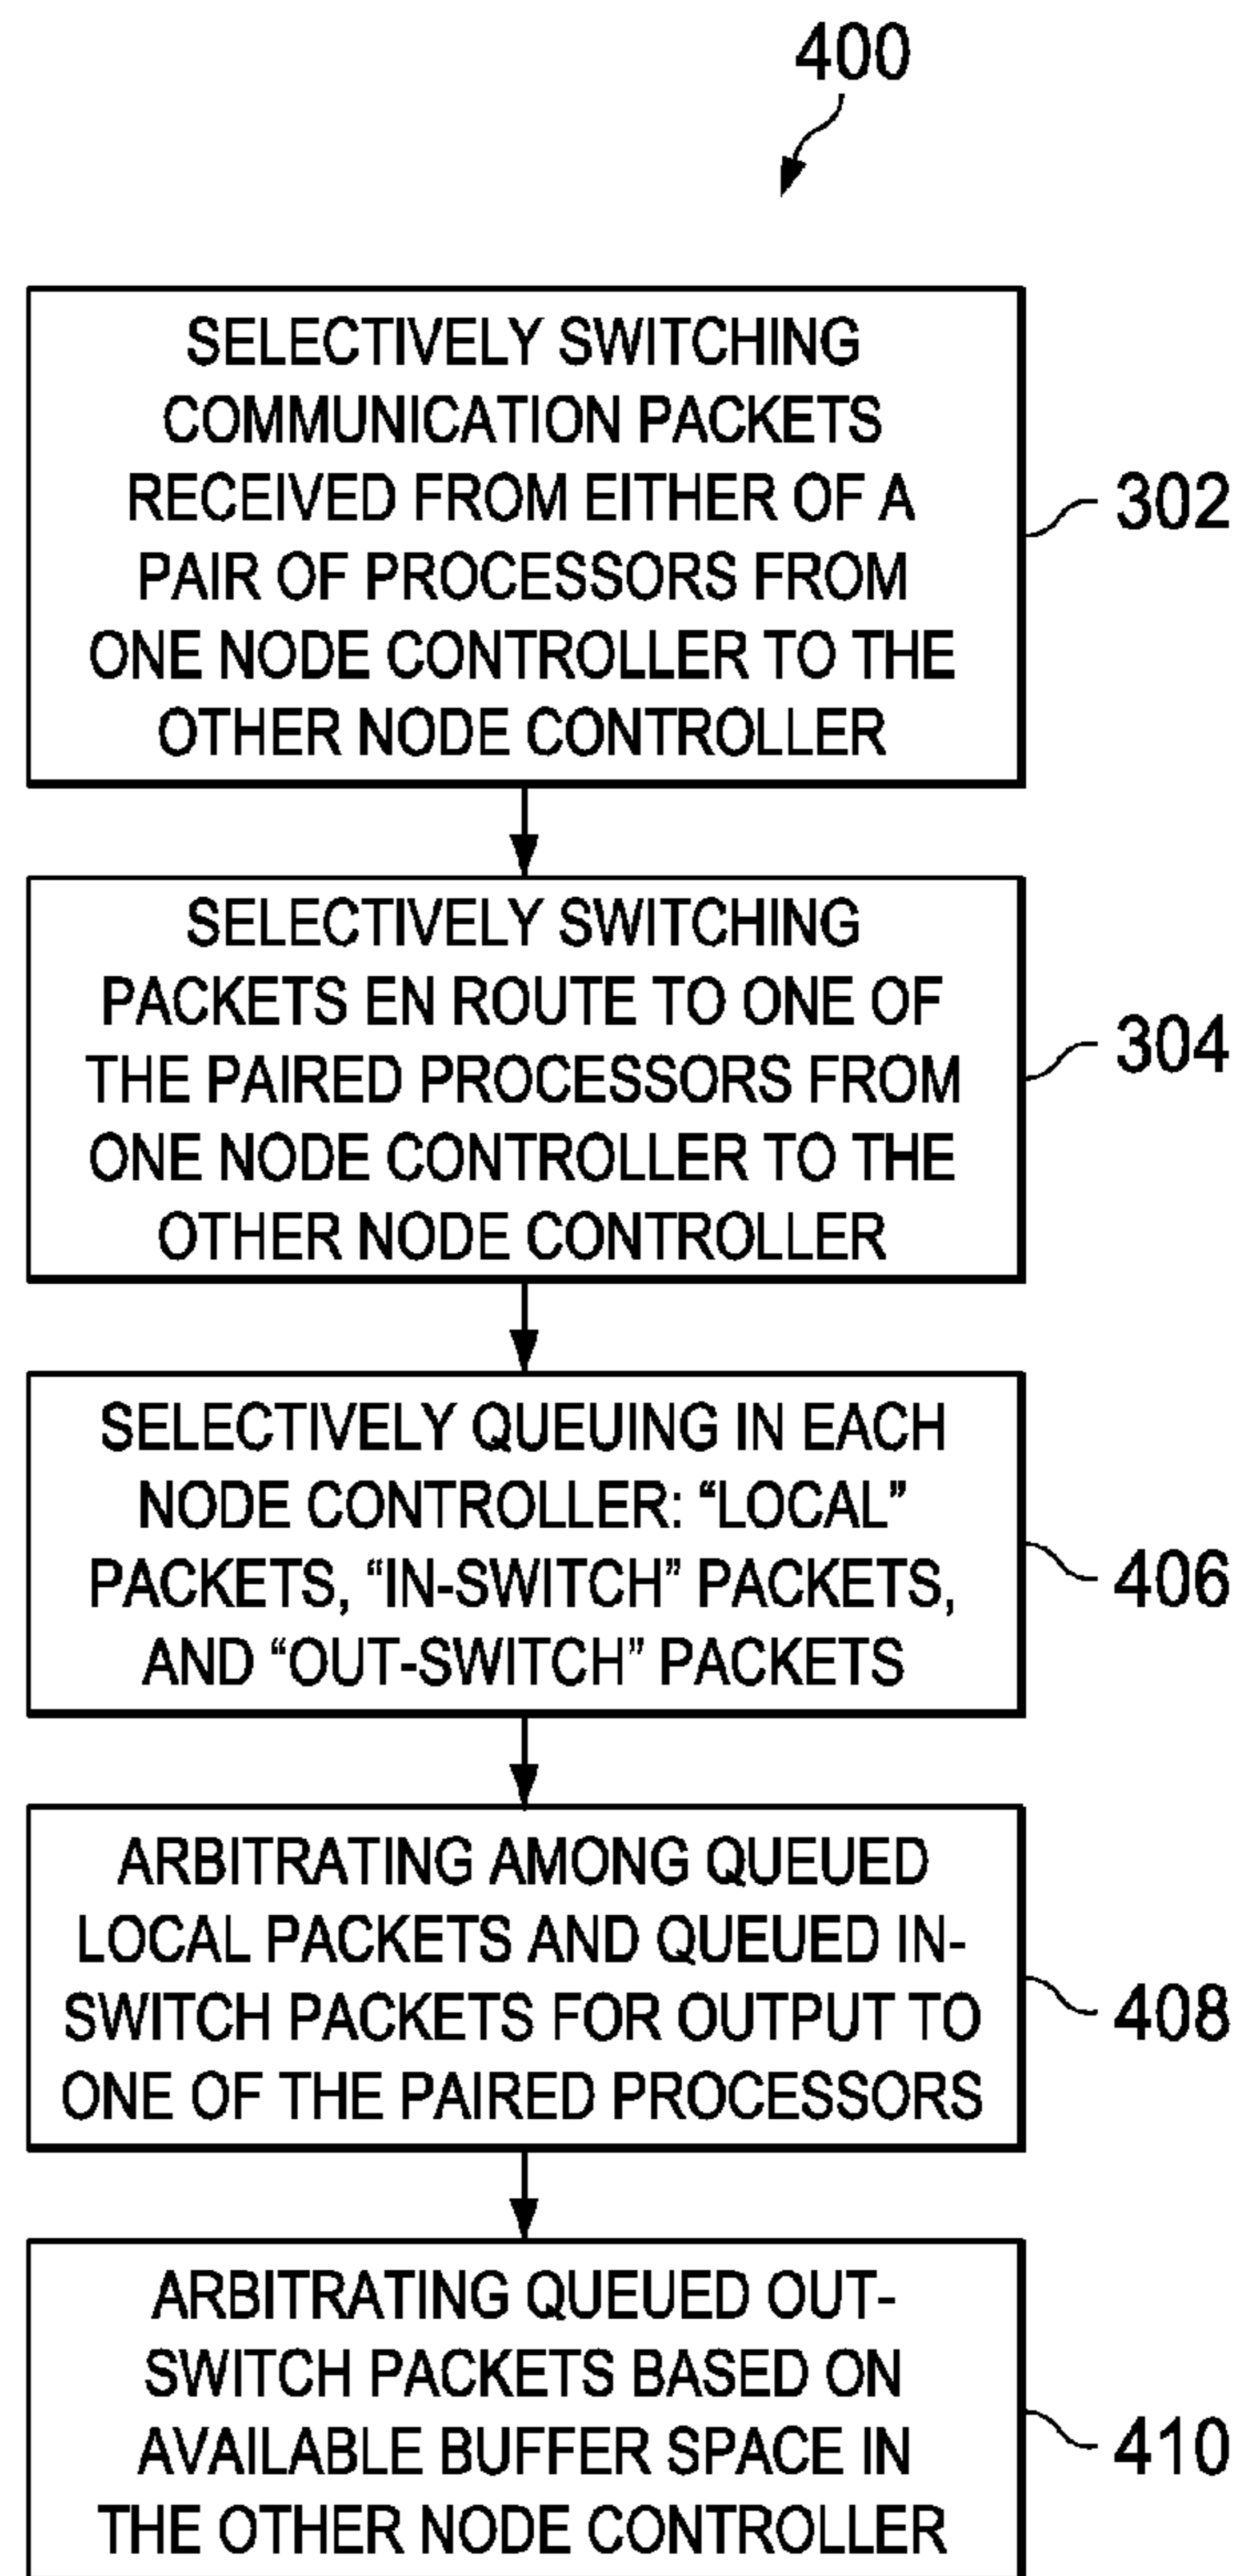 400
SELECTIVELY SWITCHING
COMMUNICATION PACKETS
RECEIVED FROM EITHER OF A
PAIR OF PROCESSORS FROM
ONE NODE CONTROLLER TO THE
OTHER NODE CONTROLLER
302
SELECTIVELY SWITCHING
PACKETS EN ROUTE TO ONE OF
THE PAIRED PROCESSORS FROM
ONE NODE CONTROLLER TO THE
OTHER NODE CONTROLLER
304
SELECTIVELY QUEUING IN EACH
NODE CONTROLLER: “LOCAL”
PACKETS, “IN-SWITCH” PACKETS,
AND “OUT-SWITCH” PACKETS
406
ARBITRATING AMONG QUEUED
LOCAL PACKETS AND QUEUED IN-
SWITCH PACKETS FOR OUTPUT TO
ONE OF THE PAIRED PROCESSORS
408
ARBITRATING QUEUED OUT-
SWITCH PACKETS BASED ON
AVAILABLE BUFFER SPACE IN
THE OTHER NODE CONTROLLER
410